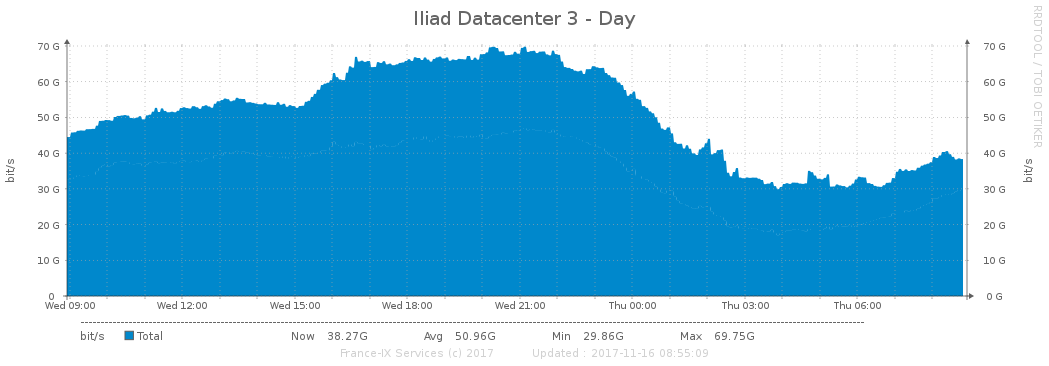 Iliad Datacenter 3 - Day
RRDTOOL / TOBI OETIKER
bit/s
bit/s
70 G 70 G
60 G 60 G
50 G 50 G
40 G 40 G
30 G 30 G
20 G 20 G
10 G 10 G
0 0 G
Wed 09:00 Wed 12:00 Wed 15:00 Wed 18:00 Wed 21:00 Thu 00:00 Thu 03:00 Thu 06:00
bit/s Total Now 38.27G Avg 50.96G Min 29.86G Max 69.75G
France-IX Services (c) 2017 Updated : 2017-11-16 08:55:09